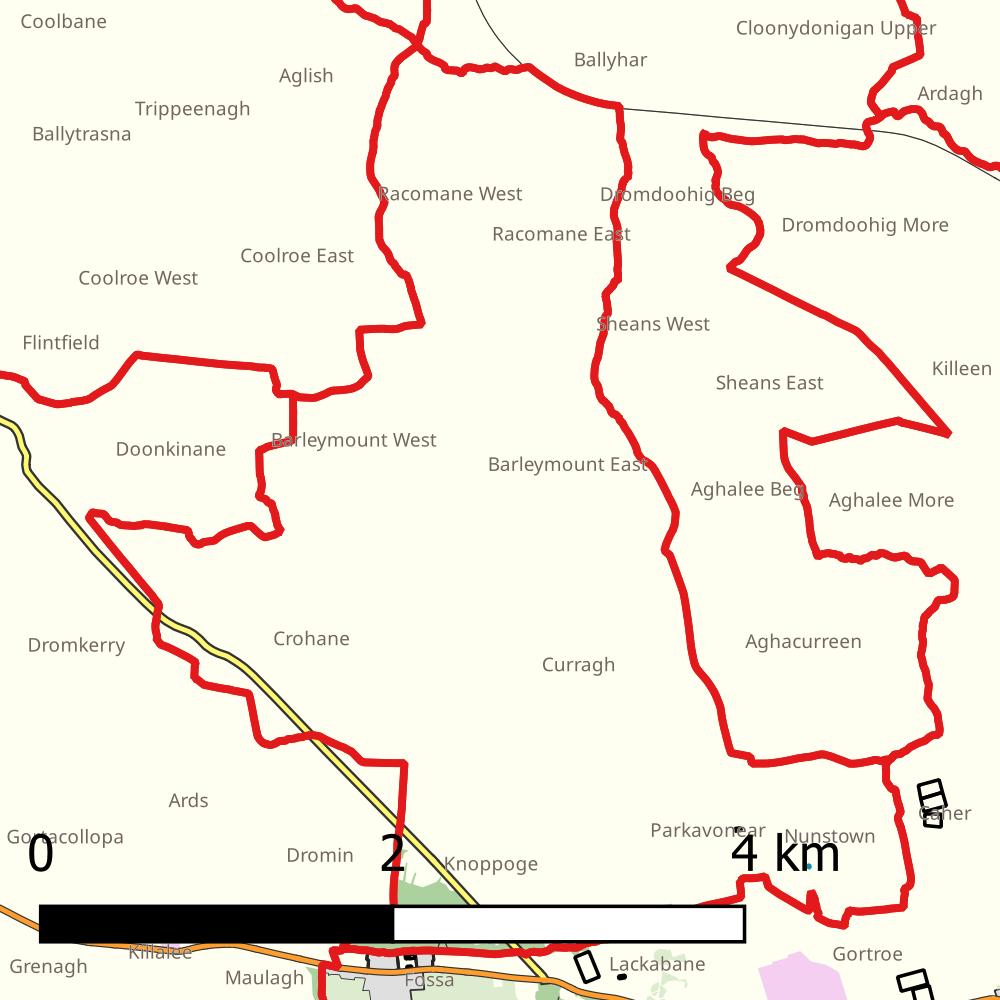 Coolbane
Cloonydonigan Upper
Ballyhar
Aglish
Ardagh
Trippeenagh
Ballytrasna
Racomane West
Dromdoohig Beg
Dromdoohig More
Racomane East
Coolroe East
Coolroe West
Sheans West
Flintfield
Killeen
Sheans East
Barleymount West
Doonkinane
Barleymount East
Aghalee Beg
Aghalee More
Dromkerry
Crohane
Aghacurreen
Curragh
Ards
Caher
Parkavonear
Nunstown
Gortacollopa
0
2
4 km
Dromin
Knoppoge
Killalee
Gortroe
Grenagh
Lackabane
Maulagh
Fossa